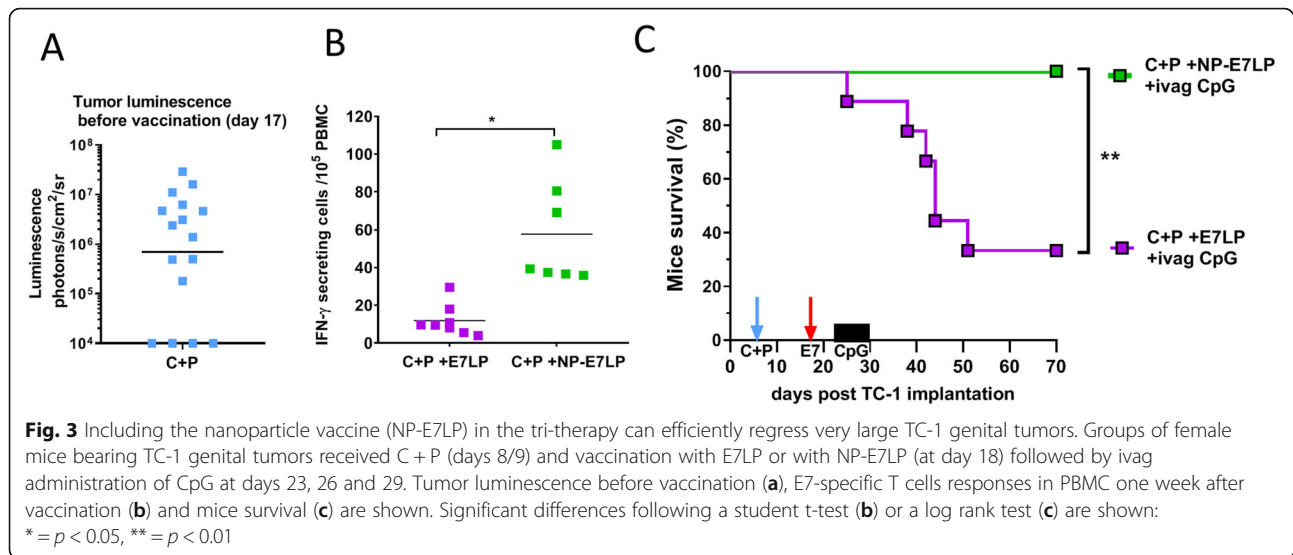 A
Tumor luminescence
before vaccination (day 17)
Luminescence
photons/s/cm²/sr
10⁸
10⁷
10⁶
10⁵
10⁴
C+P
B
IFN-γ secreting cells /10⁵ PBMC
120
100
80
60
40
20
0
*
C+P +E7LP
C+P +NP-E7LP
C
Mice survival (%)
100
80
60
40
20
0
C+P
E7
CpG
0
10
20
30
40
50
60
70
days post TC-1 implantation
C+P +NP-E7LP
+ivag CpG
**
C+P +E7LP
+ivag CpG
Fig. 3 Including the nanoparticle vaccine (NP-E7LP) in the tri-therapy can efficiently regress very large TC-1 genital tumors. Groups of female
mice bearing TC-1 genital tumors received C + P (days 8/9) and vaccination with E7LP or with NP-E7LP (at day 18) followed by ivag
administration of CpG at days 23, 26 and 29. Tumor luminescence before vaccination (a), E7-specific T cells responses in PBMC one week after
vaccination (b) and mice survival (c) are shown. Significant differences following a student t-test (b) or a log rank test (c) are shown:
* = p < 0.05, ** = p < 0.01